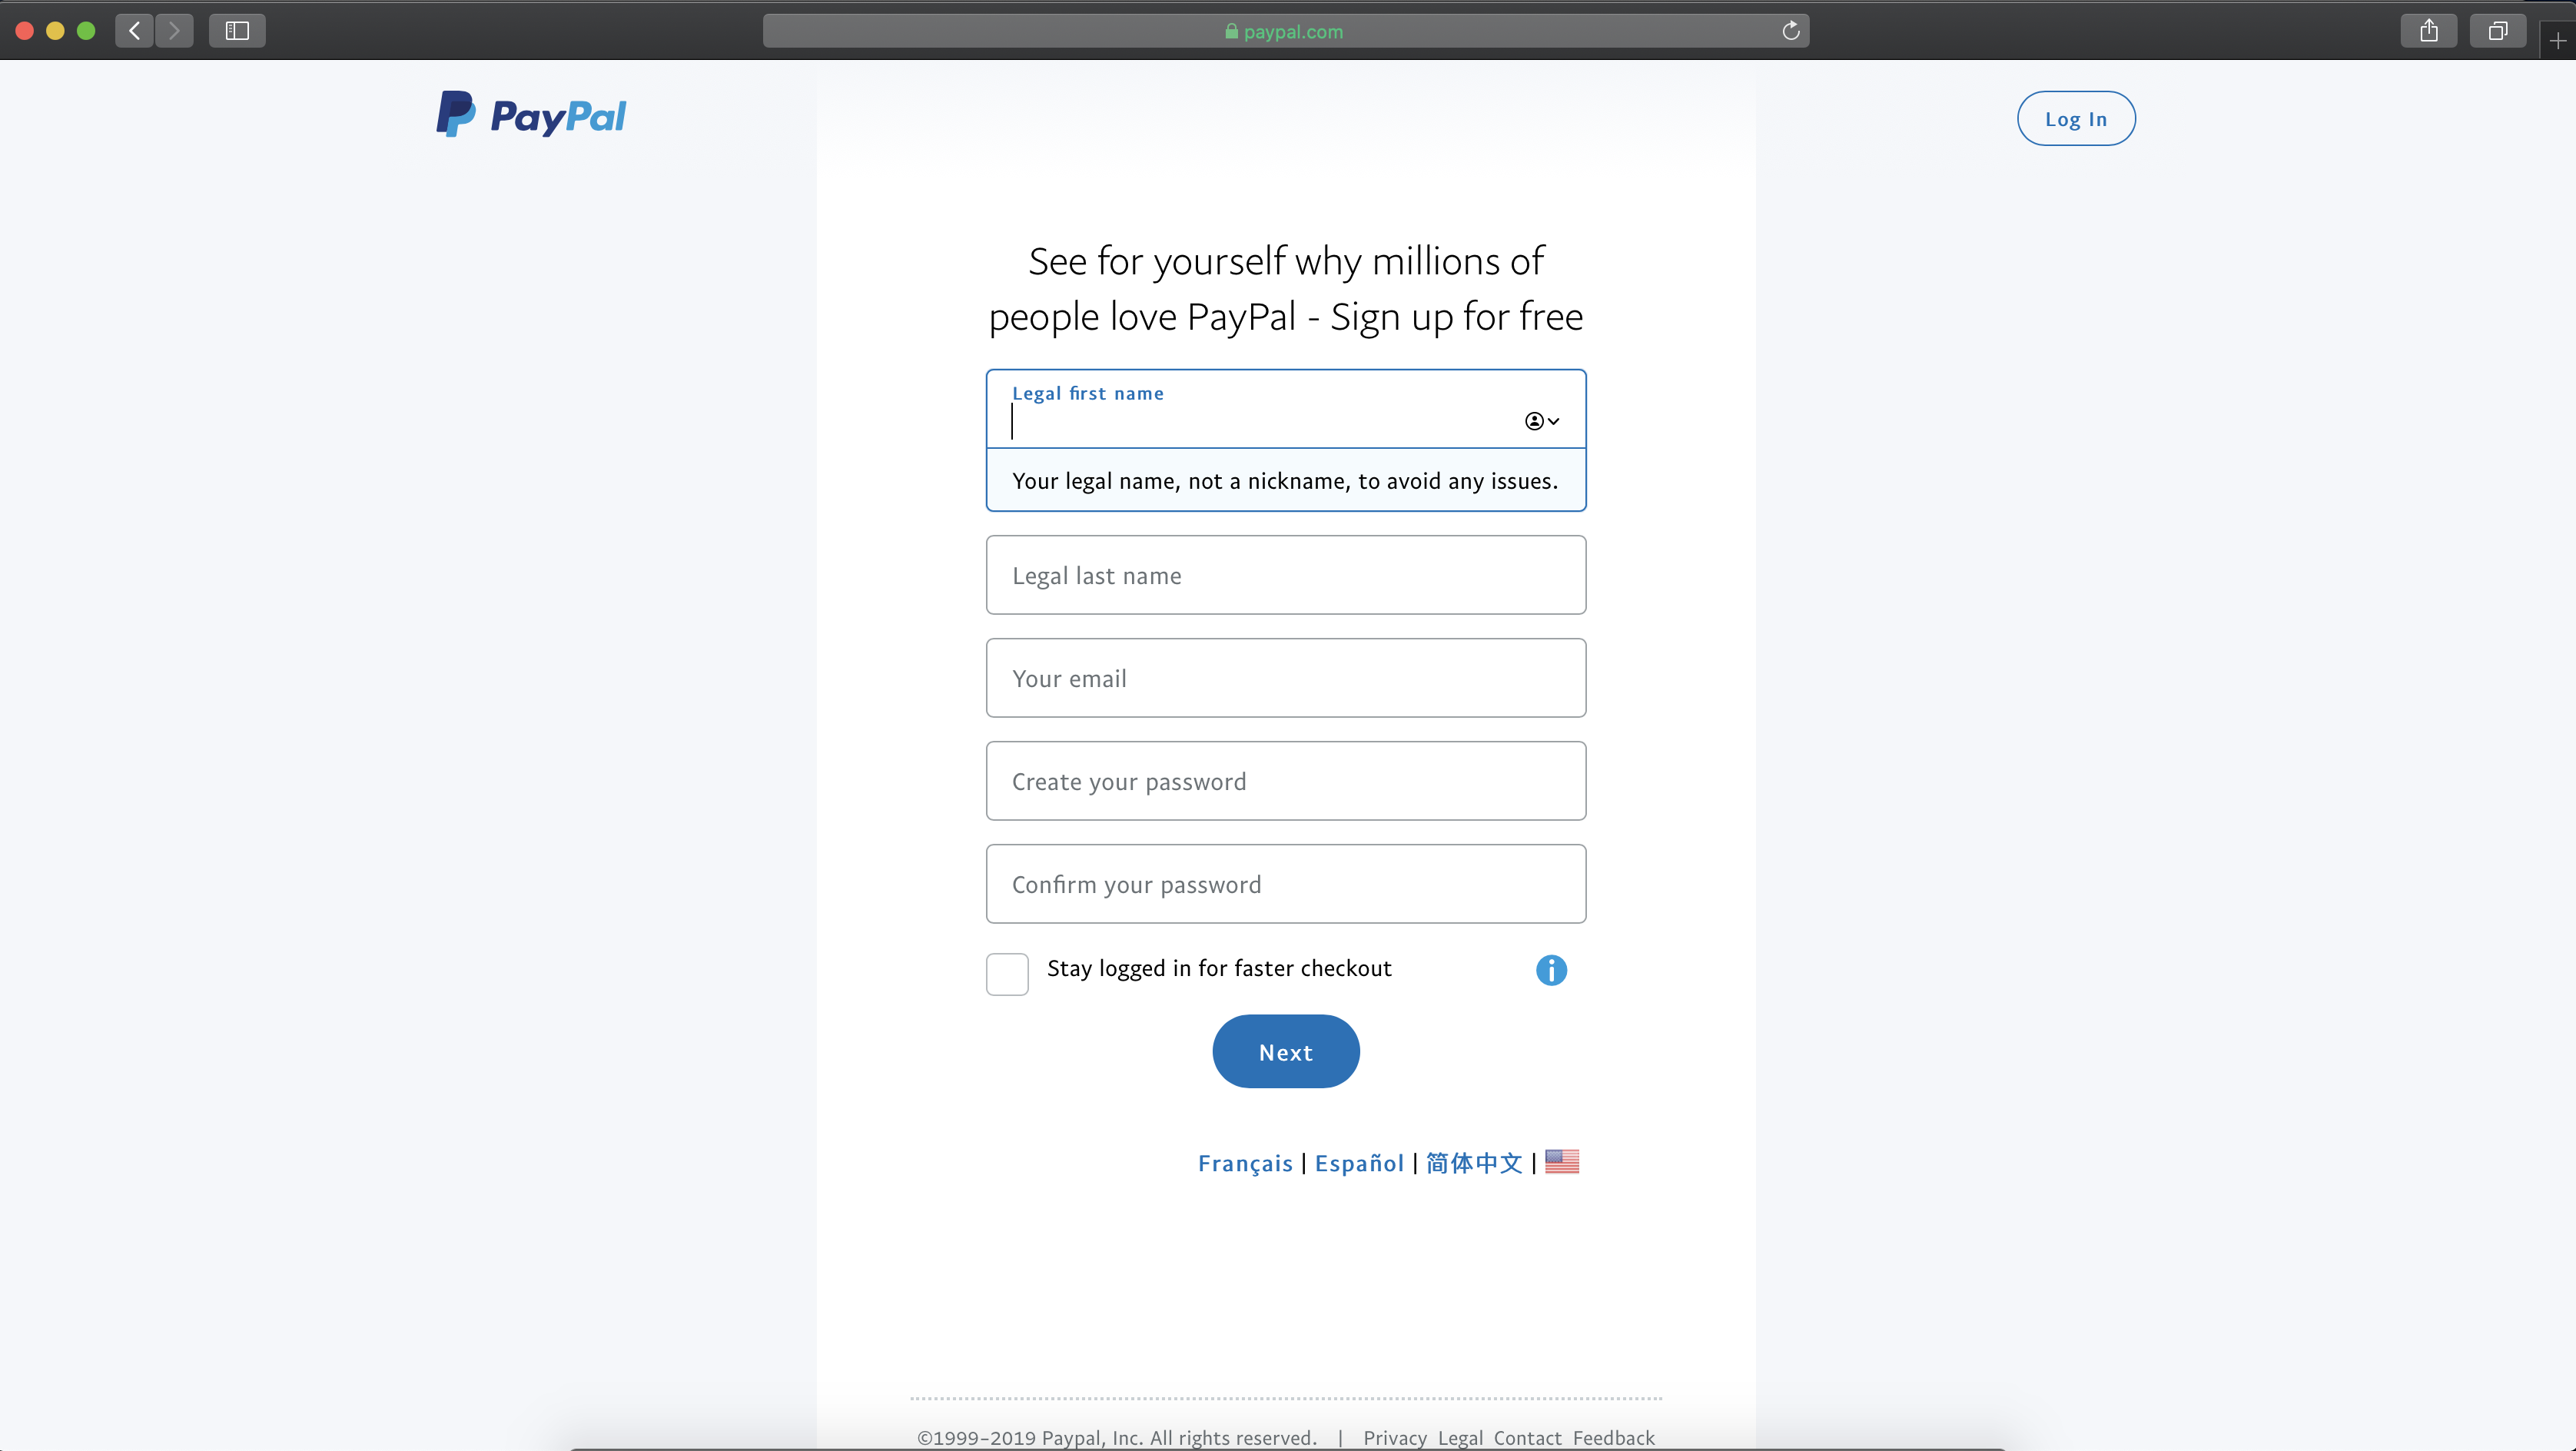 paypal.com
PayPal
Log In
See for yourself why millions of
people love PayPal - Sign up for free
Legal first name
Your legal name, not a nickname, to avoid any issues.
Legal last name
Your email
Create your password
Confirm your password
Stay logged in for faster checkout
Next
Français | Español | 简体中文 |
©1999-2019 Paypal, Inc. All rights reserved. | Privacy Legal Contact Feedback